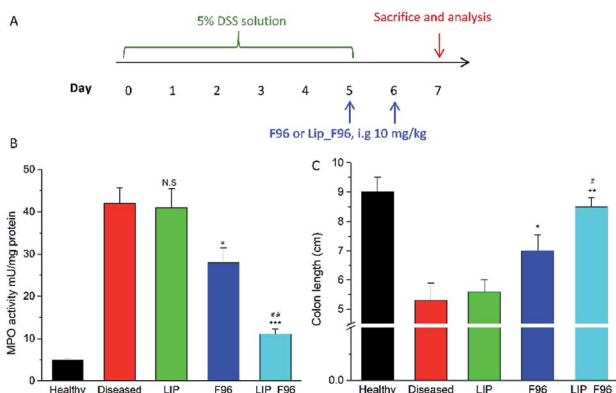 A
5% DSS solution
Sacrifice and analysis
Day 0 1 2 3 4 5 6 7
F96 or Lip_F96, i.g 10 mg/kg
B
MPO activity mU/mg protein
50
40
30
20
10
0
N.S
*
##
***
Healthy Diseased LIP F96 LIP_F96
C
Colon length (cm)
10
9
8
7
6
5
0.0
*
#
**
Healthy Diseased LIP F96 LIP_F96